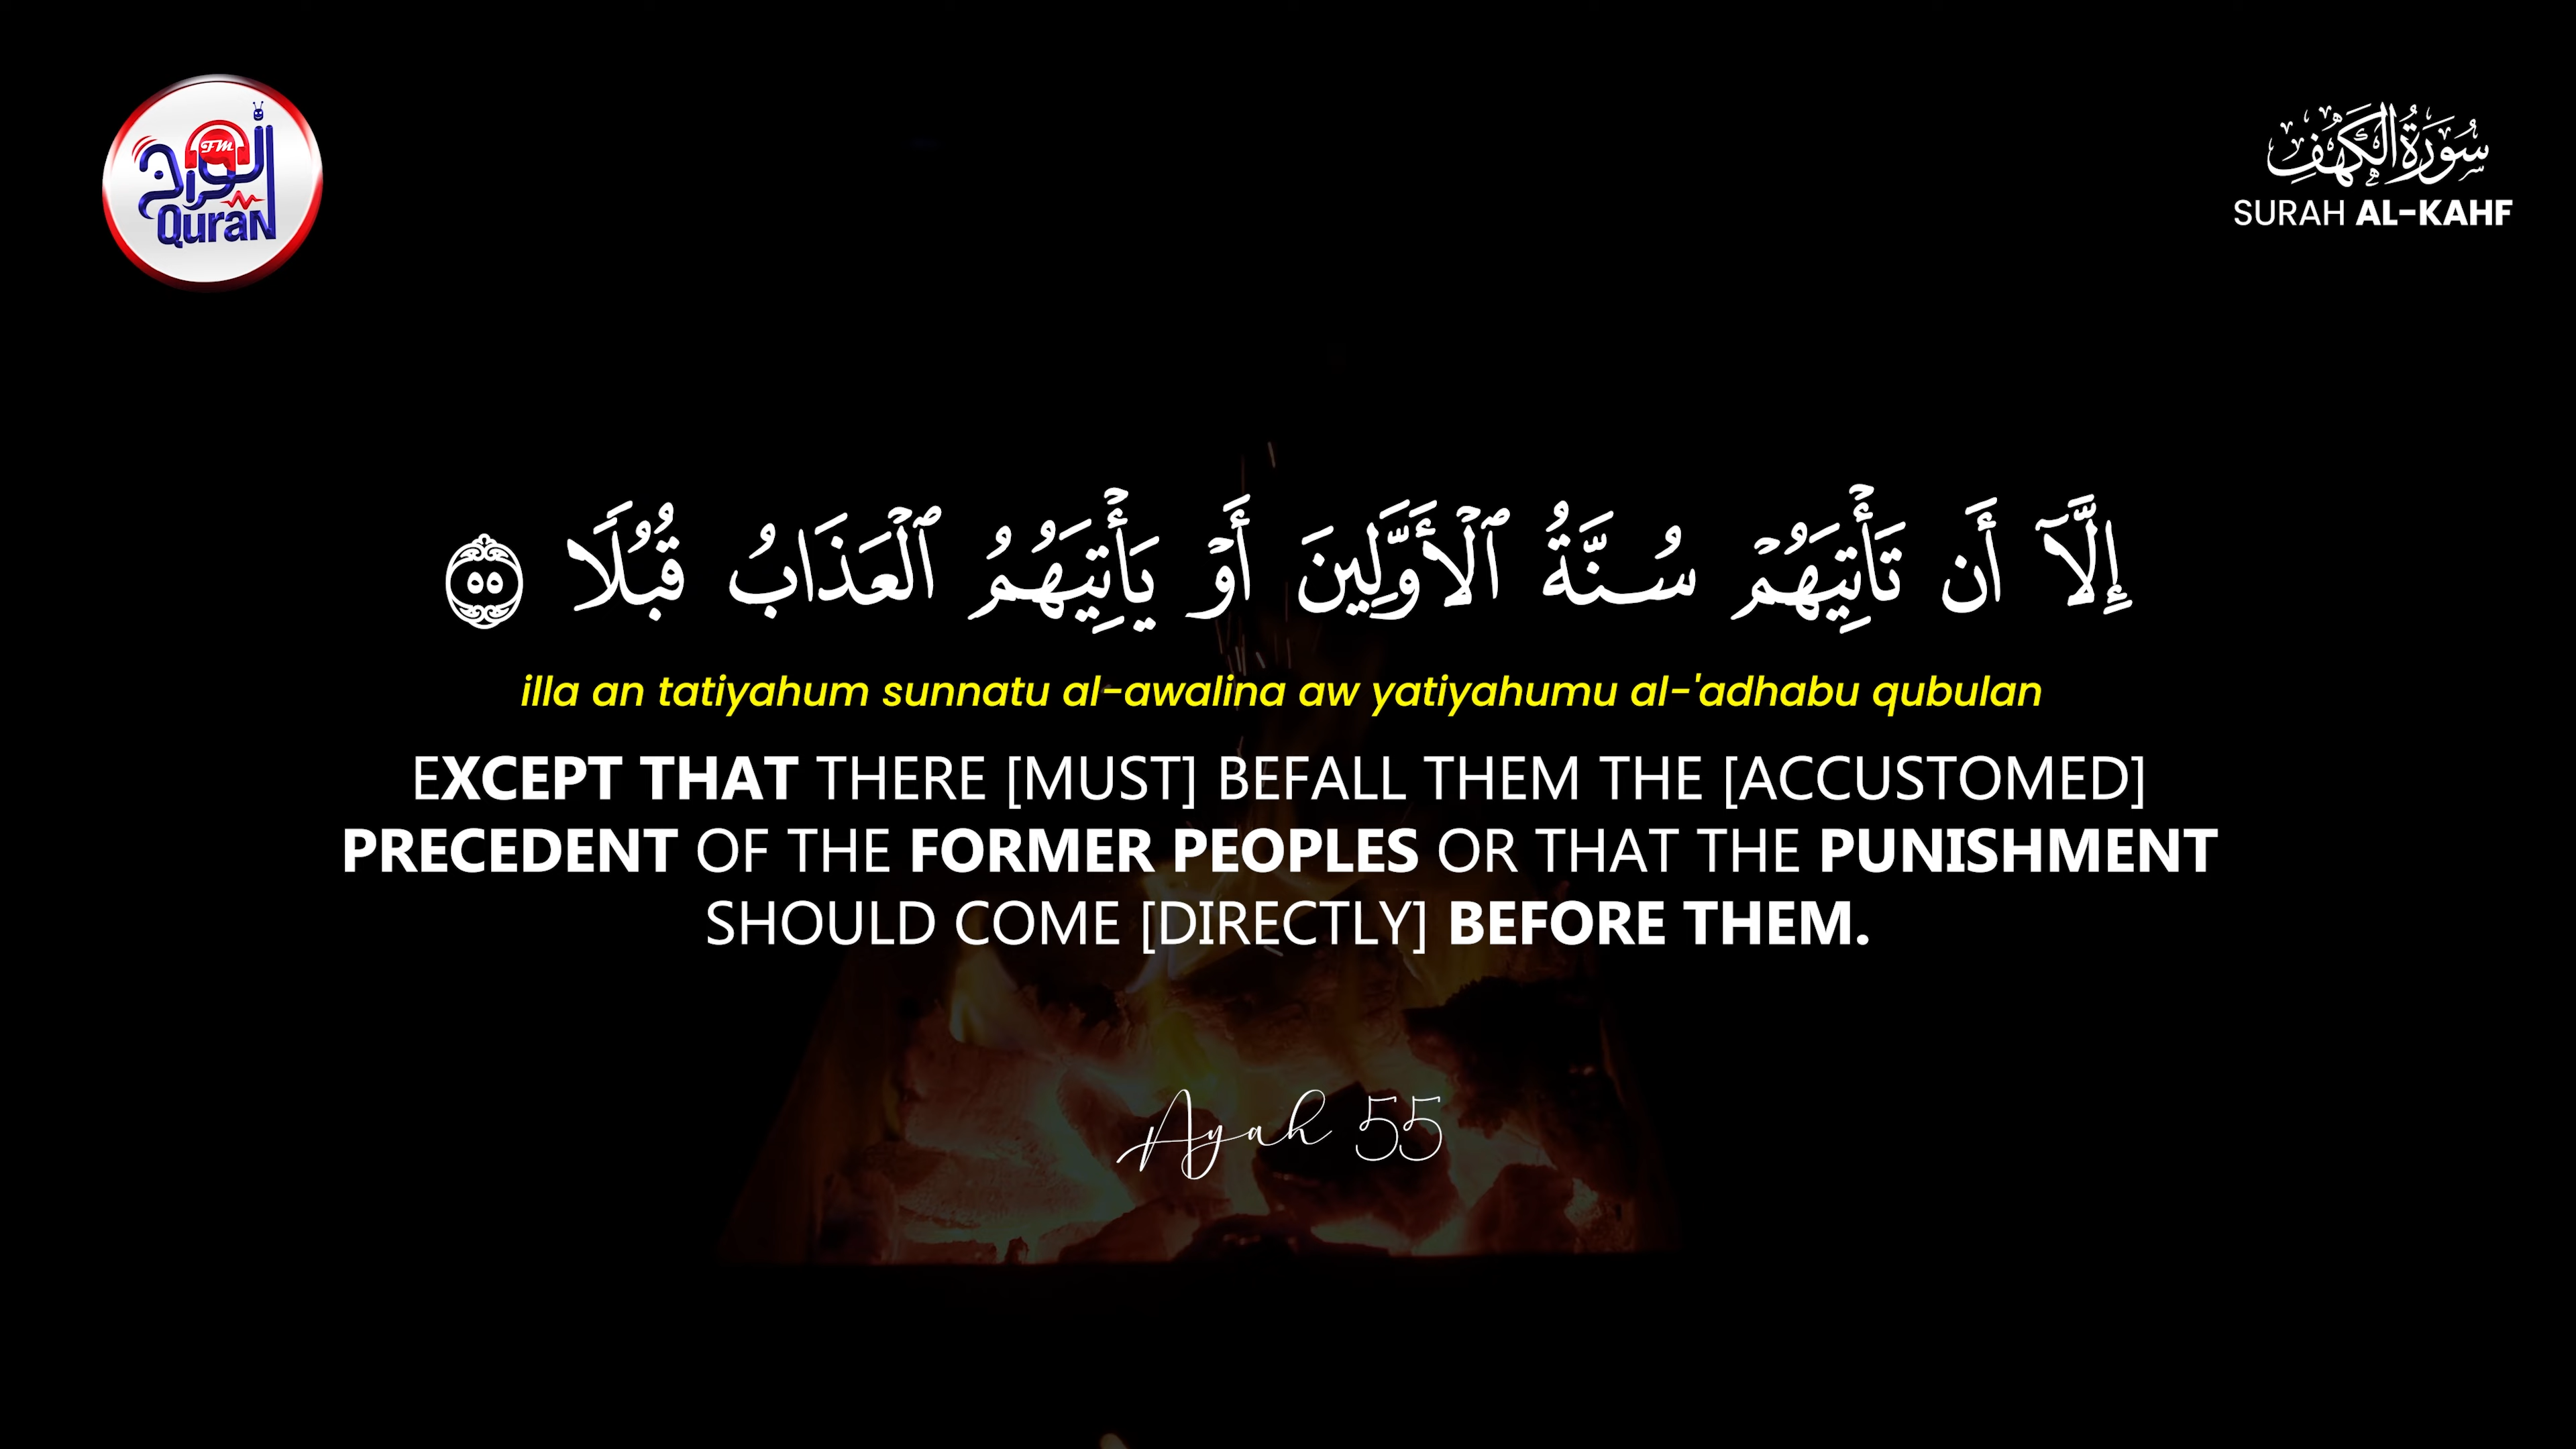 FM
القرآن
Quran
سُورَةُ الكَهْفِ
SURAH AL-KAHF
إِلَّآ أَن تَأْتِيَهُمْ سُنَّةُ ٱلْأَوَّلِينَ أَوْ يَأْتِيَهُمُ ٱلْعَذَابُ قُبُلًا ٥٥
illa an tatiyahum sunnatu al-awalina aw yatiyahumu al-'adhabu qubulan
EXCEPT THAT THERE [MUST] BEFALL THEM THE [ACCUSTOMED]
PRECEDENT OF THE FORMER PEOPLES OR THAT THE PUNISHMENT
SHOULD COME [DIRECTLY] BEFORE THEM.
Ayah 55